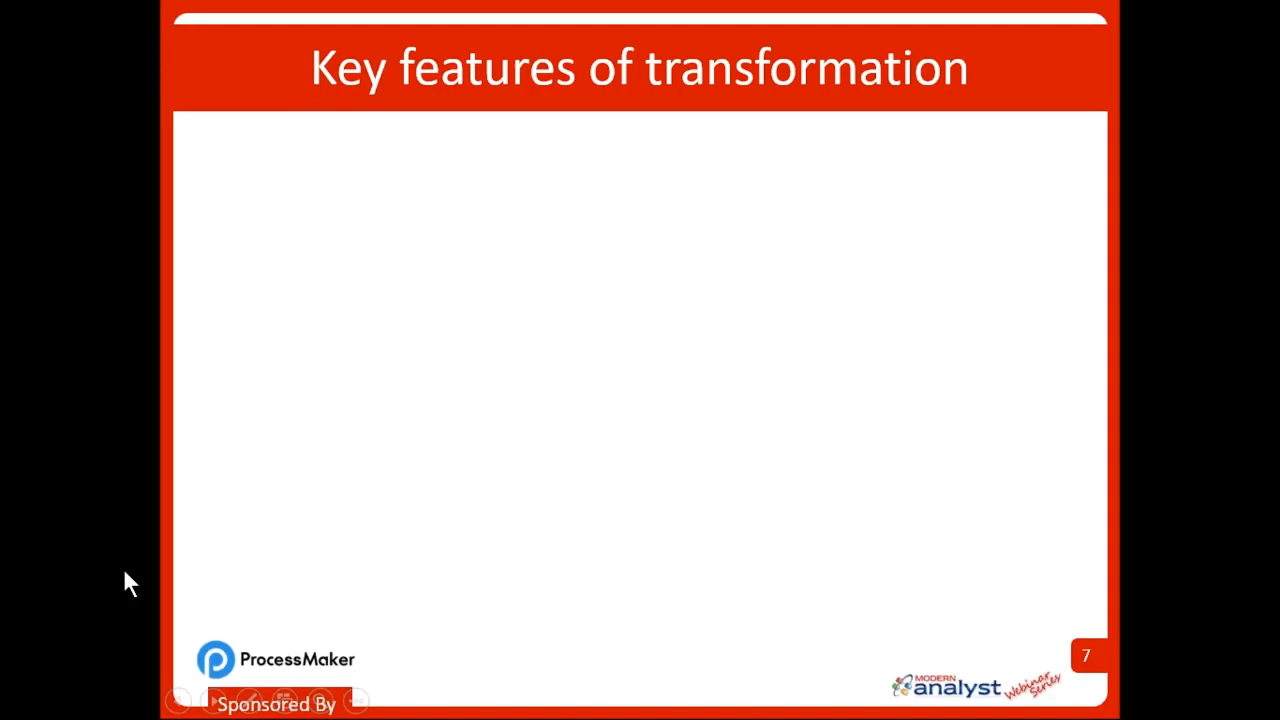 Key features of transformation
ProcessMaker
7
MODERN
analyst
Webinar
Series
Sponsored By